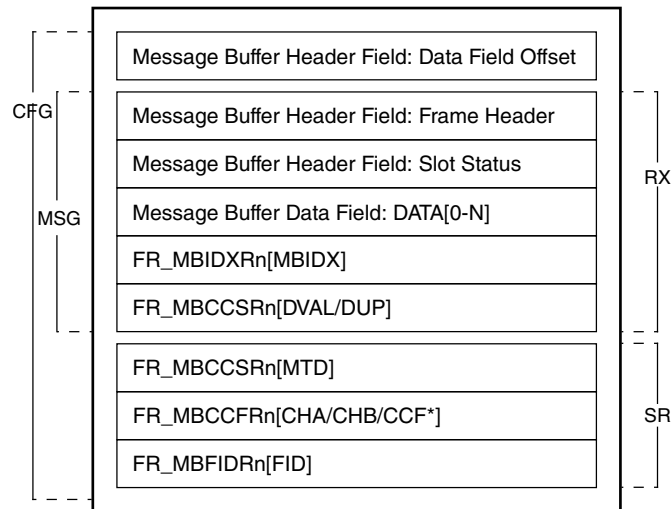 Message Buffer Header Field: Data Field Offset
CFG
Message Buffer Header Field: Frame Header
Message Buffer Header Field: Slot Status
RX
Message Buffer Data Field: DATA[0-N]
MSG
FR_MBIDXRn[MBIDX]
FR_MBCCSRn[DVAL/DUP]
FR_MBCCSRn[MTD]
FR_MBCCFRn[CHA/CHB/CCF*]
SR
FR_MBFIDRn[FID]